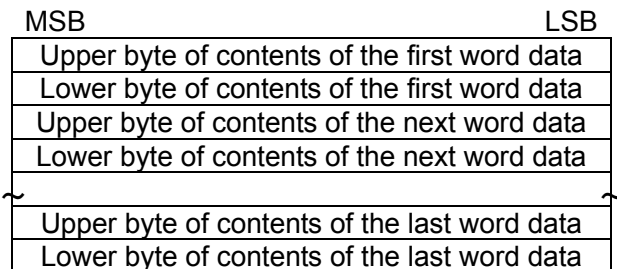 MSB LSB
Upper byte of contents of the first word data
Lower byte of contents of the first word data
Upper byte of contents of the next word data
Lower byte of contents of the next word data
~ ~
Upper byte of contents of the last word data
Lower byte of contents of the last word data